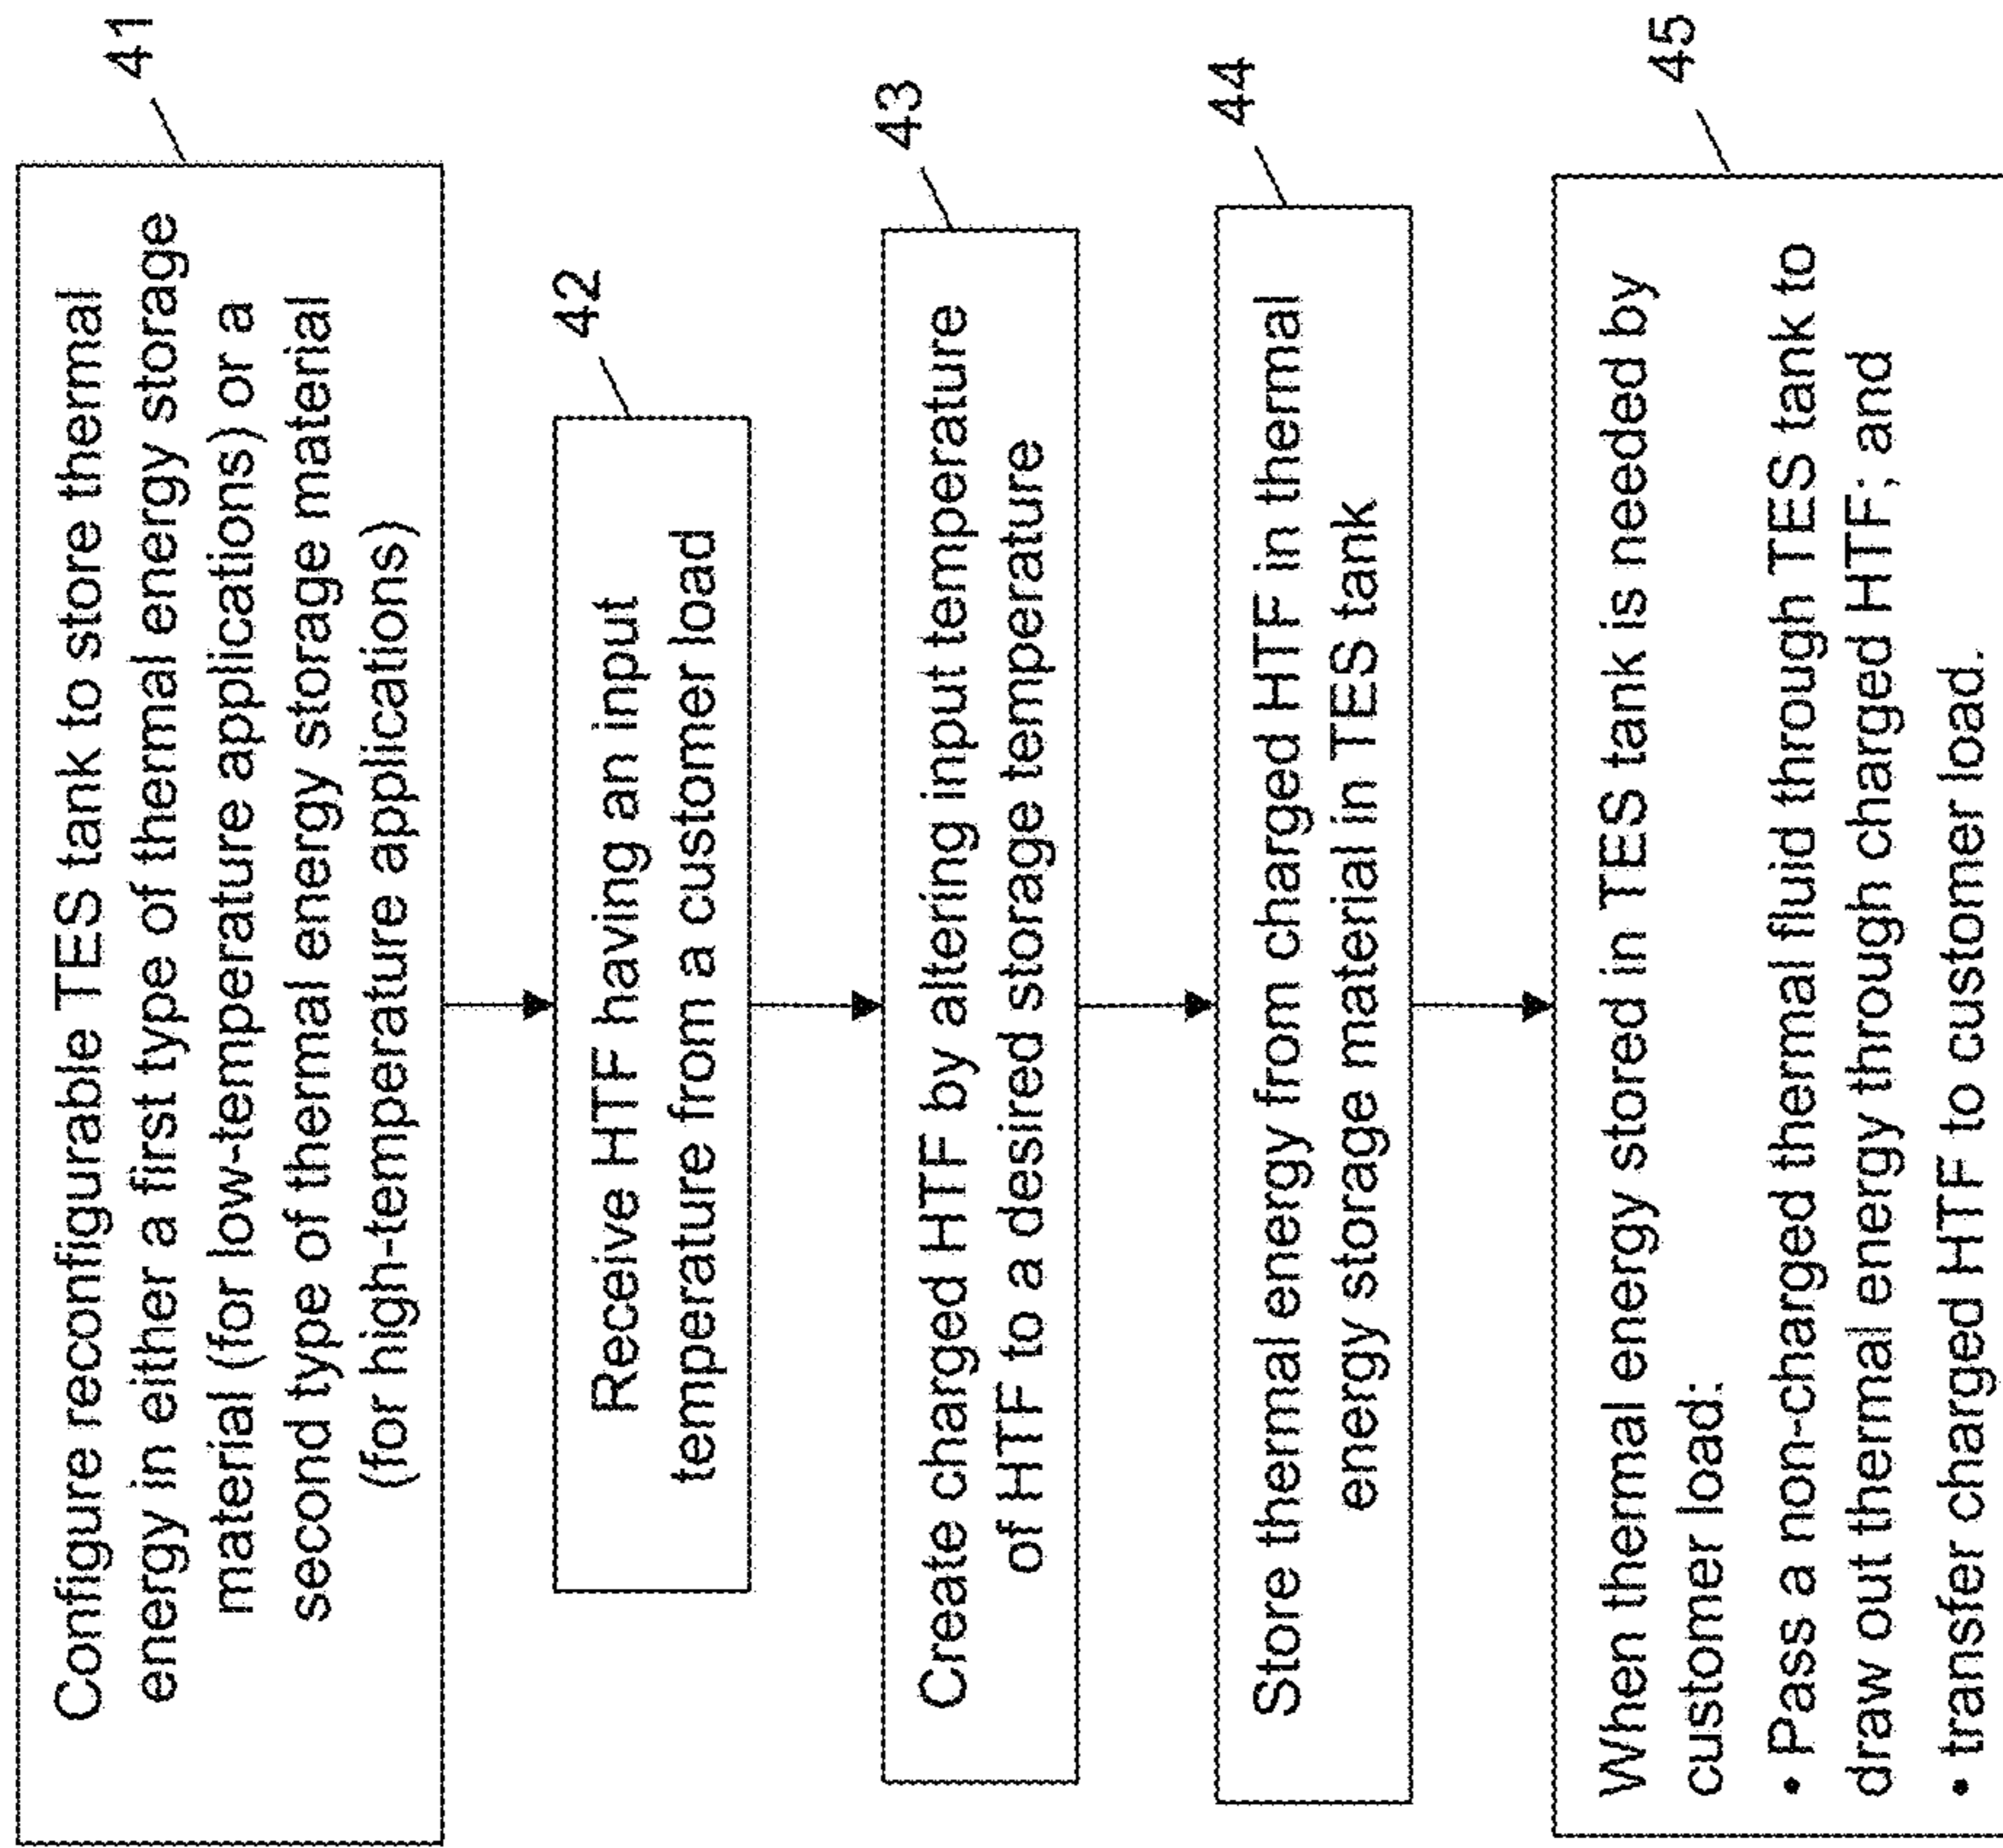 41
Configure reconfigurable TES tank to store thermal
energy in either a first type of thermal energy storage
material (for low-temperature applications) or a
second type of thermal energy storage material
(for high-temperature applications)
42
Receive HTF having an input
temperature from a customer load
43
Create charged HTF by altering input temperature
of HTF to a desired storage temperature
44
Store thermal energy from charged HTF in thermal
energy storage material in TES tank
45
When thermal energy stored in TES tank is needed by
customer load:
• Pass a non-charged thermal fluid through TES tank to
draw out thermal energy through charged HTF; and
• transfer charged HTF to customer load.